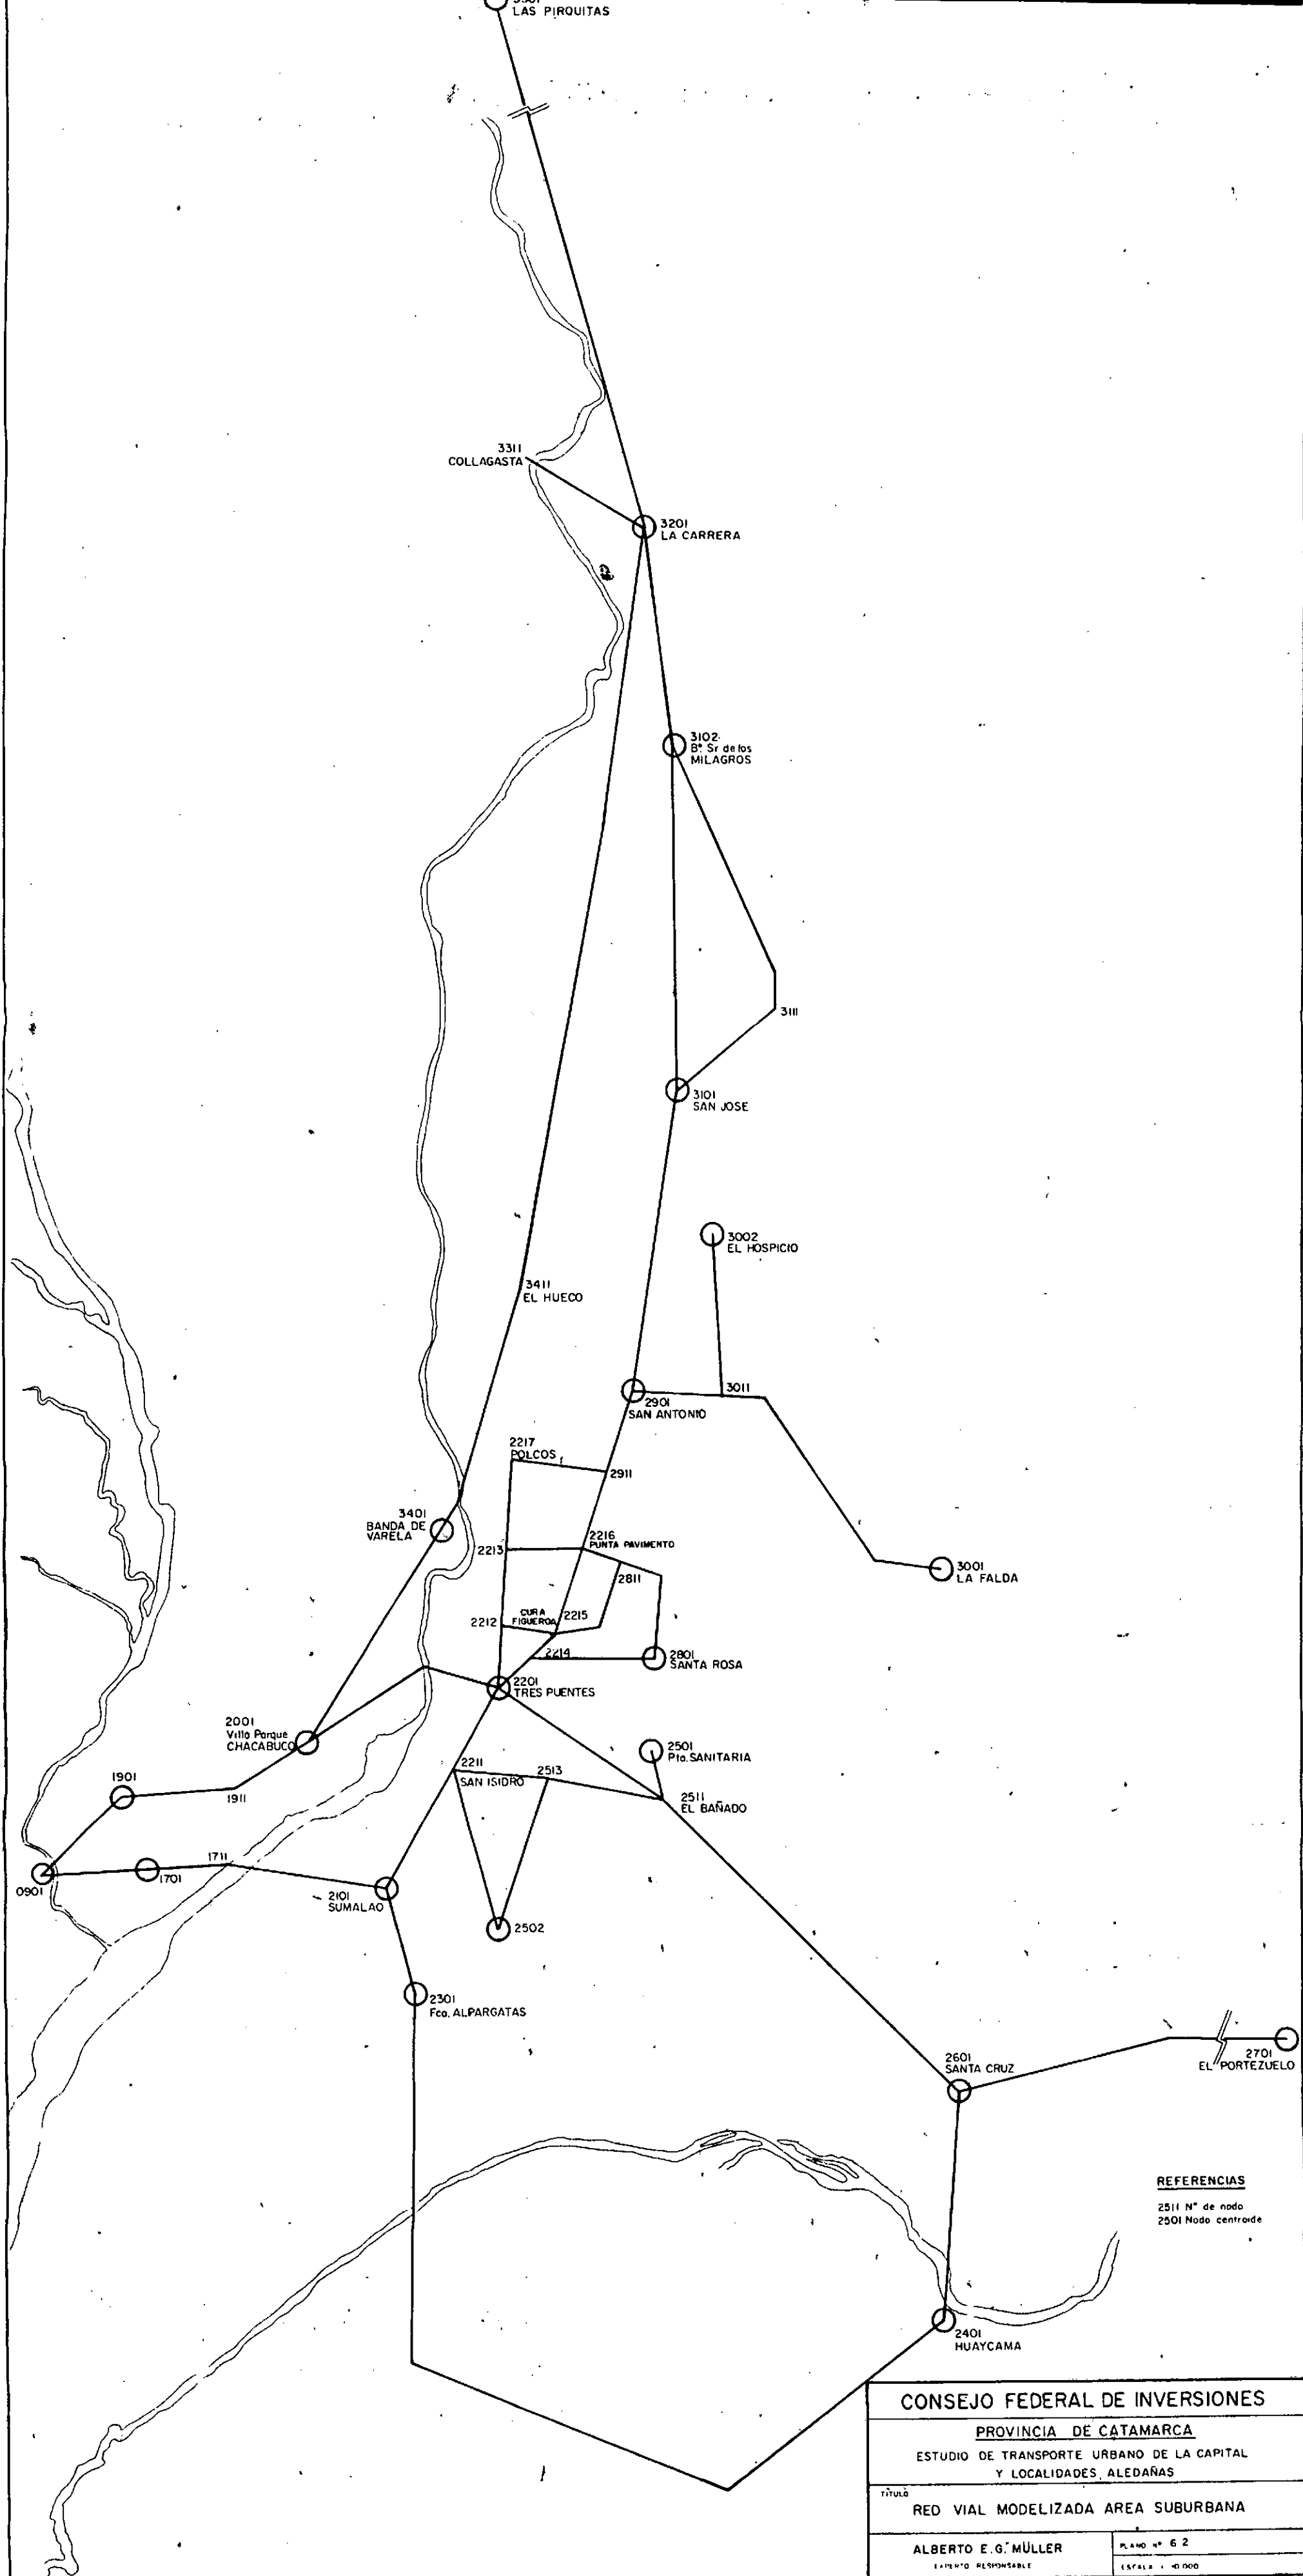 LAS PIRQUITAS
3311
COLLAGASTA
3201
LA CARRERA
3102
B° Sr de los
MILAGROS
3111
3101
SAN JOSE
3002
EL HOSPICIO
3411
EL HUECO
3011
2901
SAN ANTONIO
2217
POLCOS
2911
3401
BANDA DE
VARELA
2213
2216
PUNTA PAVIMENTO
2811
3001
LA FALDA
2212
CURA
FIGUEROA
2215
2214
2801
SANTA ROSA
2201
TRES PUENTES
2001
Villa Parque
CHACABUCO
2501
Pta. SANITARIA
2211
SAN ISIDRO
2513
2511
EL BAÑADO
1901
1911
1711
1701
0901
2101
SUMALAO
2502
2301
Fca. ALPARGATAS
2601
SANTA CRUZ
2701
EL PORTEZUELO
REFERENCIAS
2511 N° de nodo
2501 Nodo centroide
2401
HUAYCAMA
CONSEJO FEDERAL DE INVERSIONES
PROVINCIA DE CATAMARCA
ESTUDIO DE TRANSPORTE URBANO DE LA CAPITAL
Y LOCALIDADES ALEDAÑAS
TITULO
RED VIAL MODELIZADA AREA SUBURBANA
ALBERTO E.G. MÜLLER
EXPERTO RESPONSABLE
PLANO N° 6 2
ESCALA 1